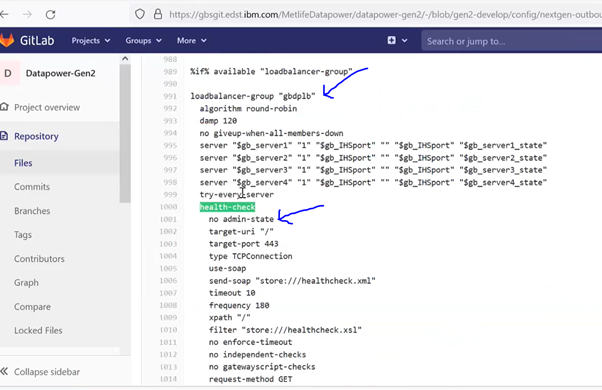 https://gbsgit.edst.ibm.com/MetlifeDatapower/datapower-gen2/-/blob/gen2-develop/config/nextgen-outbou
GitLab
Projects
Groups
More
Search or jump to...
D
Datapower-Gen2
Project overview
Repository
Files
Commits
Branches
Tags
Contributors
Graph
Compare
Locked Files
Collapse sidebar
988
989 %if% available "loadbalancer-group"
990
991 loadbalancer-group "gbdplb"
992 algorithm round-robin
993 damp 120
994 no giveup-when-all-members-down
995 server "$gb_server1" "1" "$gb_IHSport" "" "$gb_IHSport" "$gb_server1_state"
996 server "$gb_server2" "1" "$gb_IHSport" "" "$gb_IHSport" "$gb_server2_state"
997 server "$gb_server3" "1" "$gb_IHSport" "" "$gb_IHSport" "$gb_server3_state"
998 server "$gb_server4" "1" "$gb_IHSport" "" "$gb_IHSport" "$gb_server4_state"
999 try-every-server
1000 health-check
1001 no admin-state
1002 target-uri "/"
1003 target-port 443
1004 type TCPConnection
1005 use-soap
1006 send-soap "store:///healthcheck.xml"
1007 timeout 10
1008 frequency 180
1009 xpath "/"
1010 filter "store:///healthcheck.xsl"
1011 no enforce-timeout
1012 no independent-checks
1013 no gatewayscript-checks
1014 request-method GET